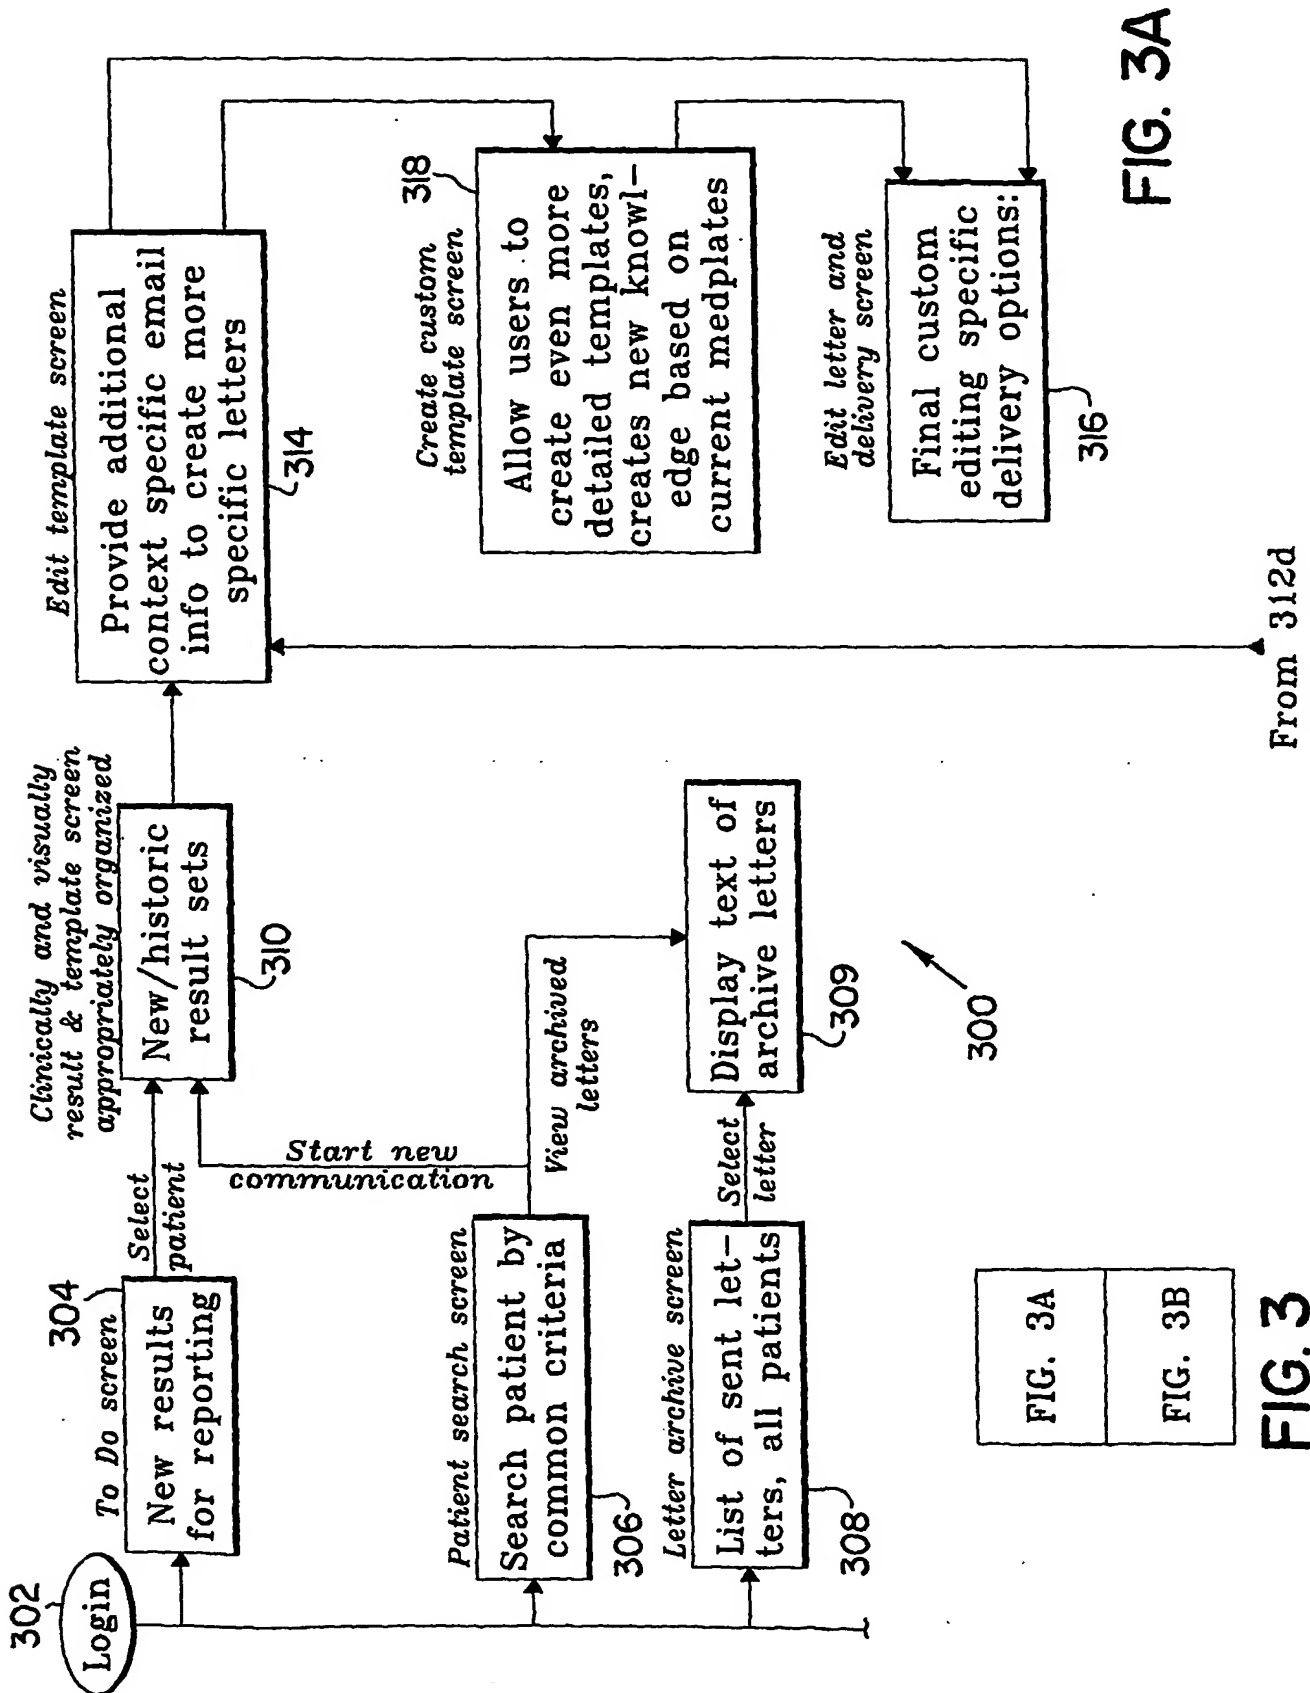 302
Login
To Do screen
304
New results
for reporting
Select
patient
Clinically and visually
result & template screen
appropriately organized
New/historic
result sets
310
Edit template screen
Provide additional
context specific email
info to create more
specific letters
314
Patient search screen
Search patient by
common criteria
306
Start new
communication
View archived
letters
Letter archive screen
List of sent let-
ters, all patients
308
Select
letter
Display text of
archive letters
309
300
318
Create custom
template screen
Allow users to
create even more
detailed templates,
creates new knowl-
edge based on
current medplates
Edit letter and
delivery screen
Final custom
editing specific
delivery options:
316
From 312d
FIG. 3A
FIG. 3A
FIG. 3B
FIG. 3